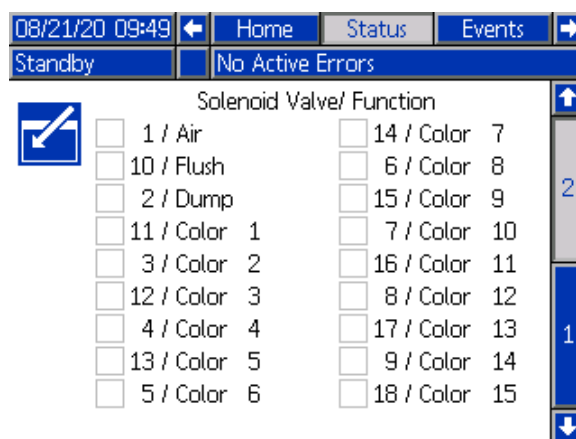 08/21/20 09:49 Home Status Events
Standby No Active Errors
Solenoid Valve/ Function
1 / Air
10 / Flush
2 / Dump
11 / Color 1
3 / Color 2
12 / Color 3
4 / Color 4
13 / Color 5
5 / Color 6
14 / Color 7
6 / Color 8
15 / Color 9
7 / Color 10
16 / Color 11
8 / Color 12
17 / Color 13
9 / Color 14
18 / Color 15
2
1